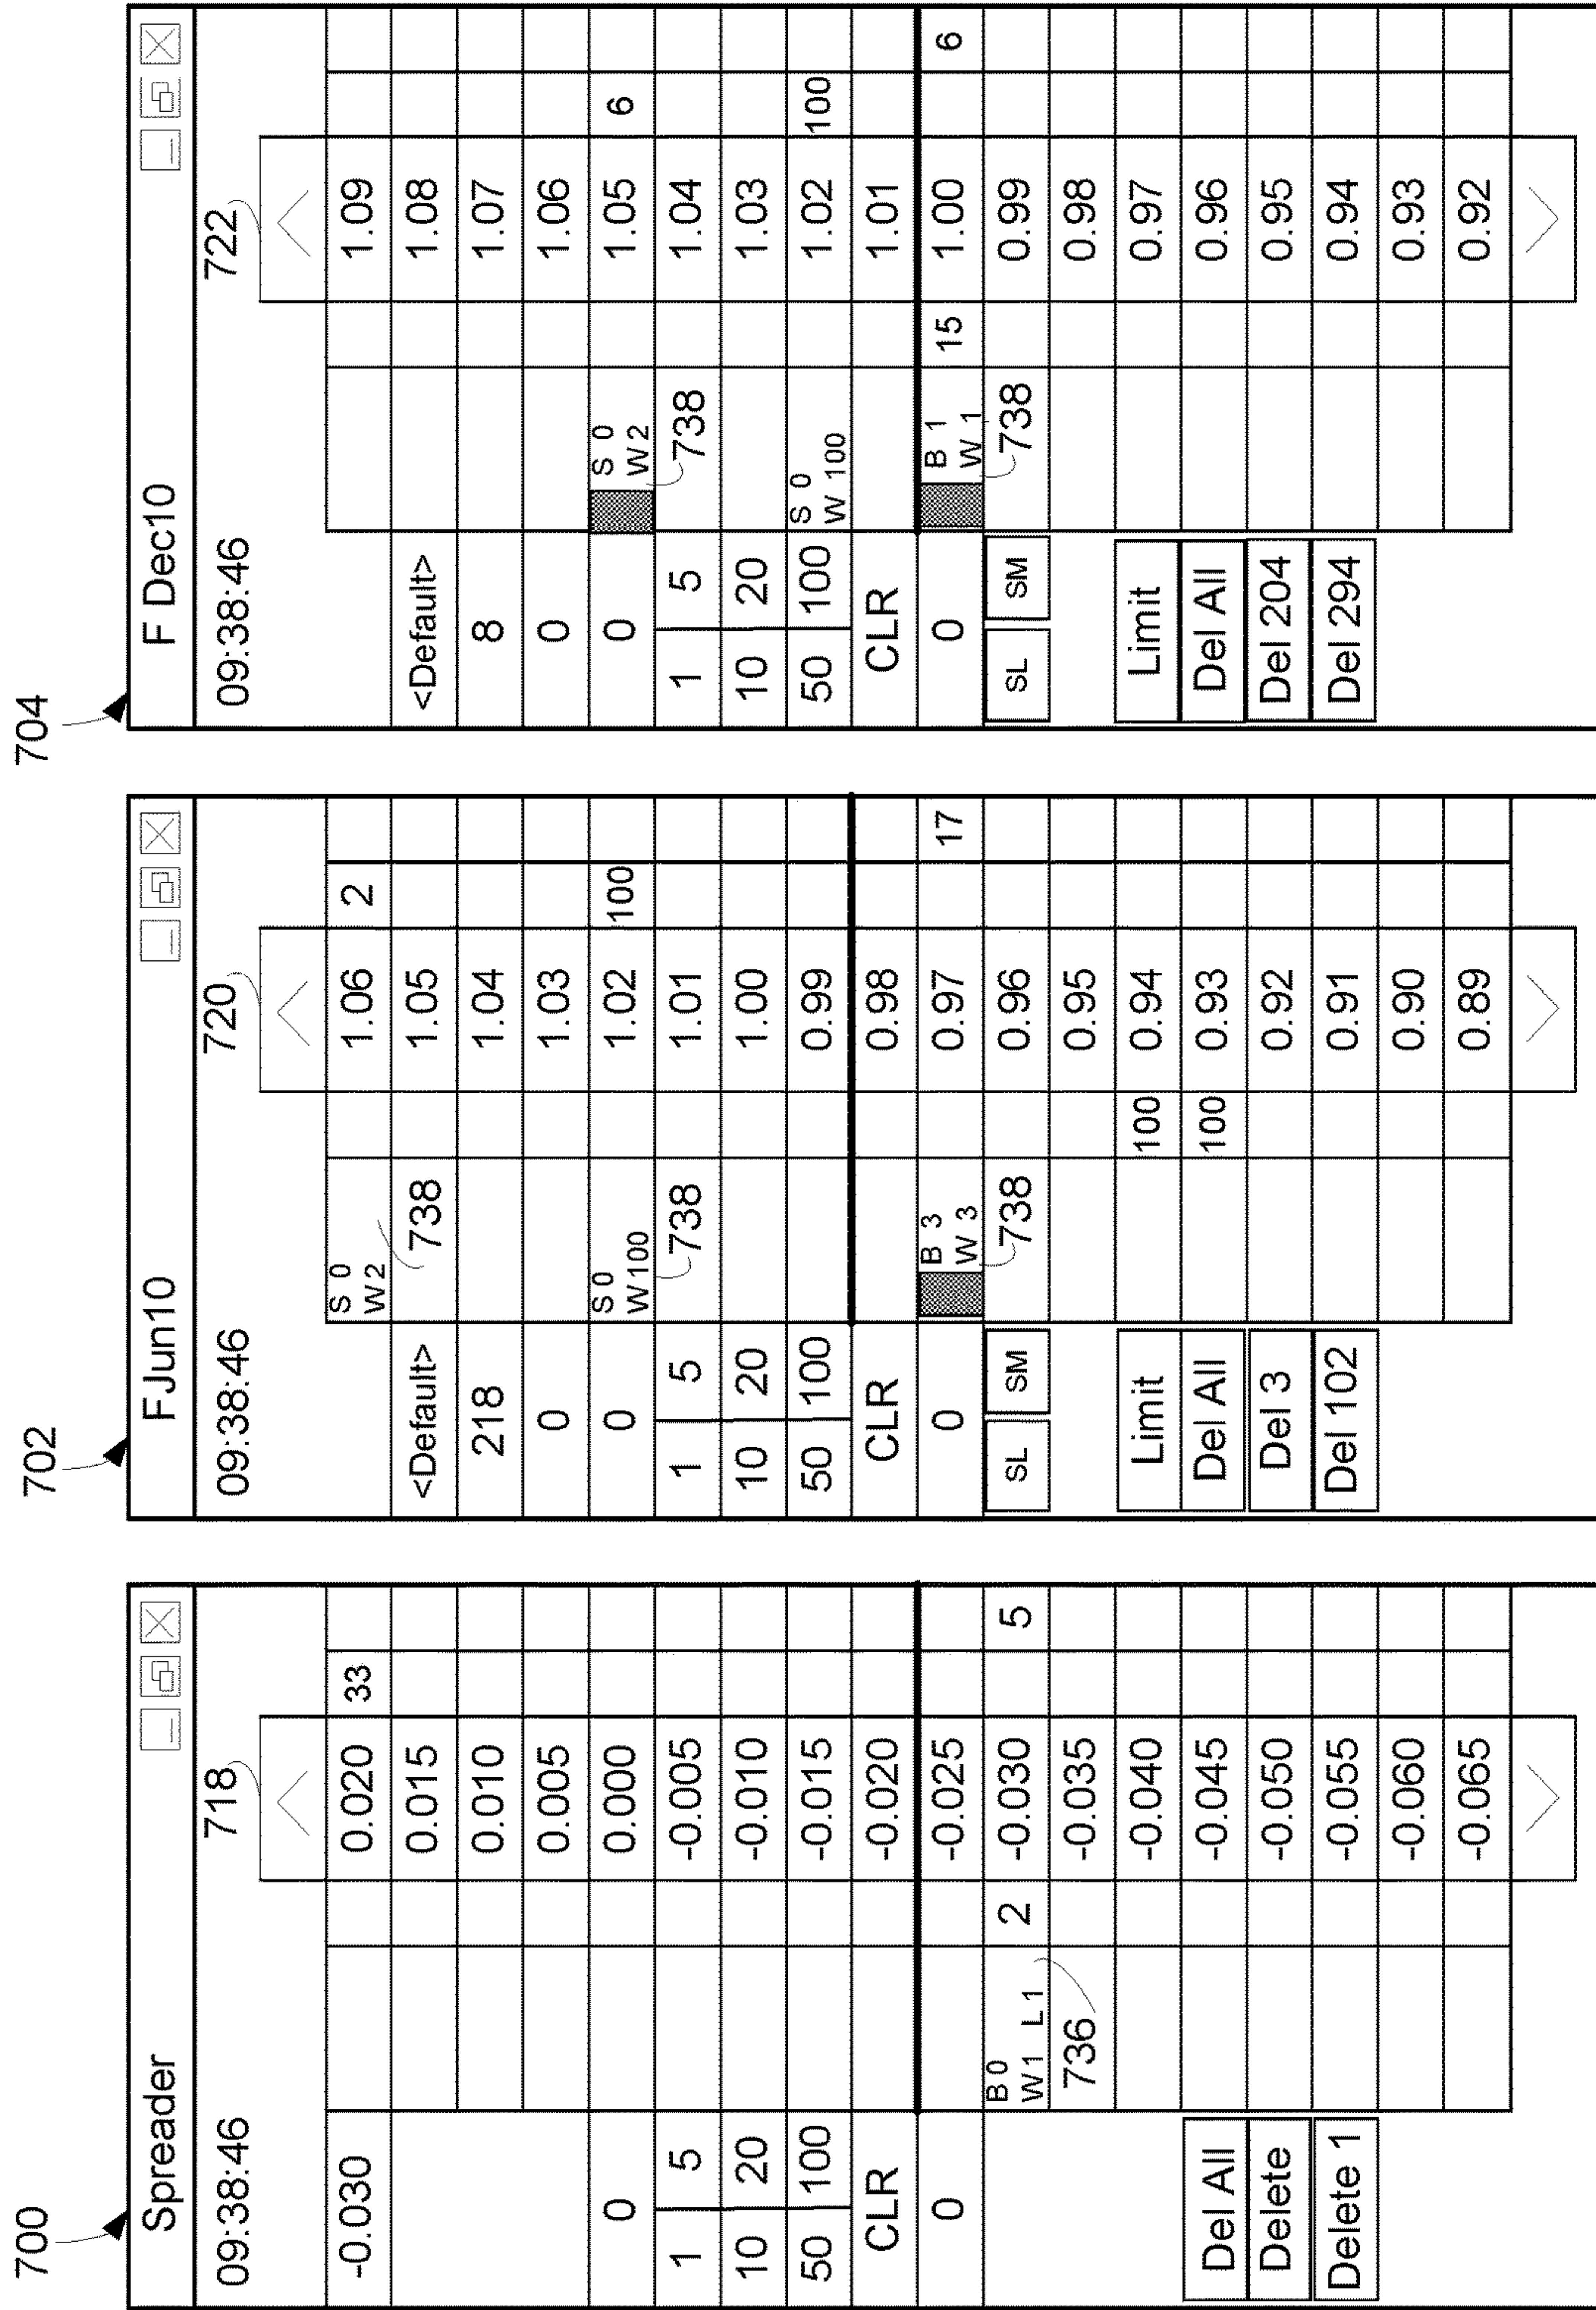 700
Spreader
09:38:46 718
-0.030 0.020 33
0.015
0.010
0.005
0 0.000
1 5 -0.005
10 20 -0.010
50 100 -0.015
CLR -0.020
0 -0.025
B 0
W1 L1 2 -0.030 5
736 -0.035
-0.040
Del All -0.045
Delete -0.050
Delete 1 -0.055
-0.060
-0.065
702
FJun10
09:38:46 720
S 0
W2 1.06 2
<Default> 738 1.05
218 1.04
0 1.03
S 0
0 W100 1.02 100
1 5 738 1.01
10 20 1.00
50 100 0.99
CLR 0.98
B 3
0 W 3 0.97 17
SL SM 738 0.96
0.95
Limit 100 0.94
Del All 100 0.93
Del 3 0.92
Del 102 0.91
0.90
0.89
704
F Dec10
09:38:46 722
1.09
<Default> 1.08
8 1.07
0 1.06
S 0
0 W2 1.05 6
1 5 738 1.04
10 20 1.03
S 0
50 100 W 100 1.02 100
CLR 1.01
B 1
0 W 1 15 1.00 6
SL SM 738 0.99
0.98
Limit 0.97
Del All 0.96
Del 204 0.95
Del 294 0.94
0.93
0.92